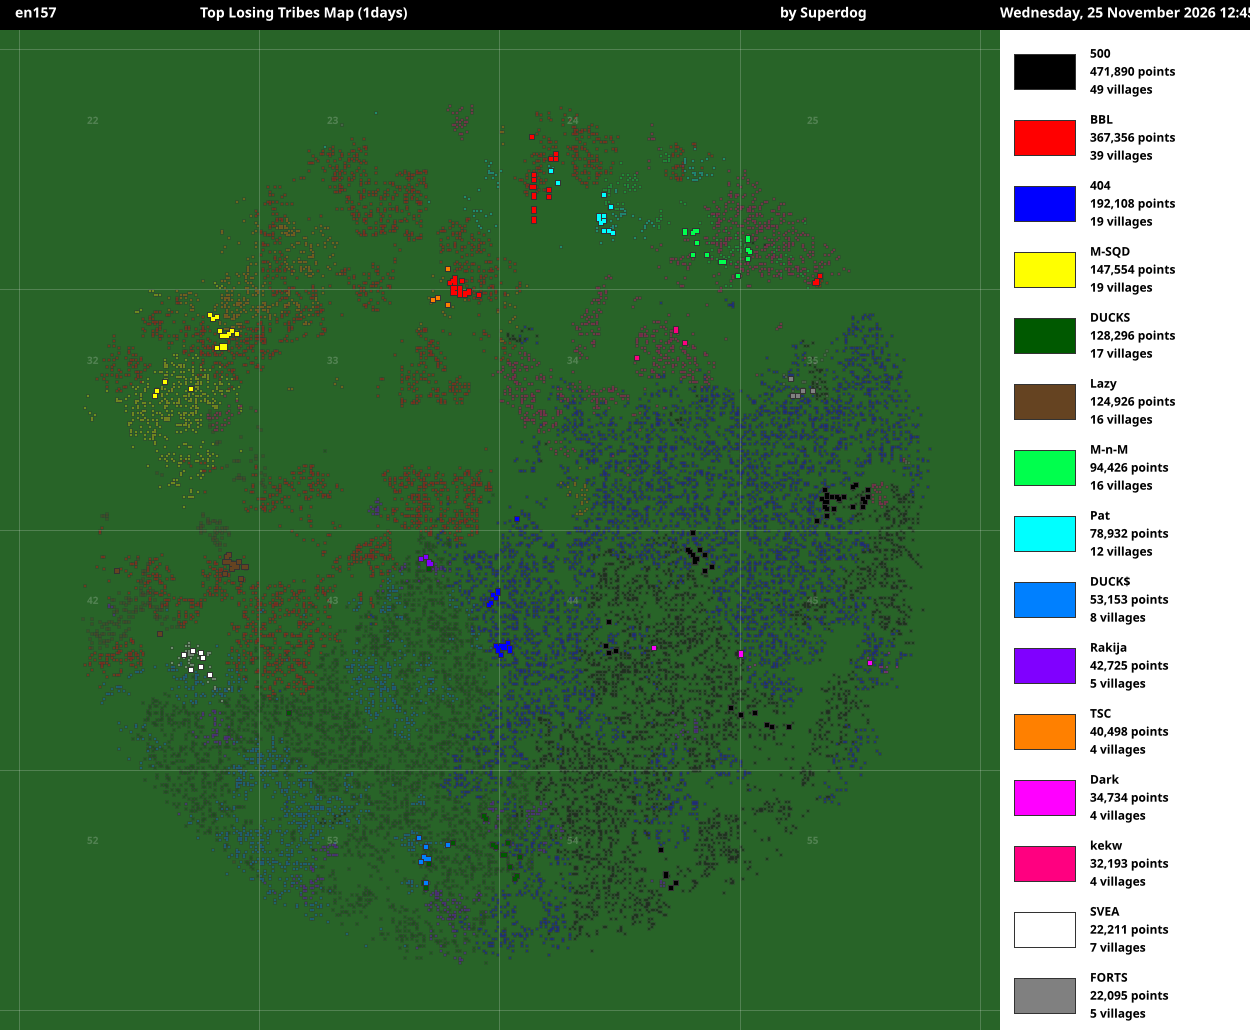 en157 Top Losing Tribes Map (1days) by Superdog Wednesday, 25 November 2026 12:45
22 23 24 25
32 33 34 35
42 43 44 45
52 53 54 55
500
471,890 points
49 villages
BBL
367,356 points
39 villages
404
192,108 points
19 villages
M-SQD
147,554 points
19 villages
DUCKS
128,296 points
17 villages
Lazy
124,926 points
16 villages
M-n-M
94,426 points
16 villages
Pat
78,932 points
12 villages
DUCK$
53,153 points
8 villages
Rakija
42,725 points
5 villages
TSC
40,498 points
4 villages
Dark
34,734 points
4 villages
kekw
32,193 points
4 villages
SVEA
22,211 points
7 villages
FORTS
22,095 points
5 villages